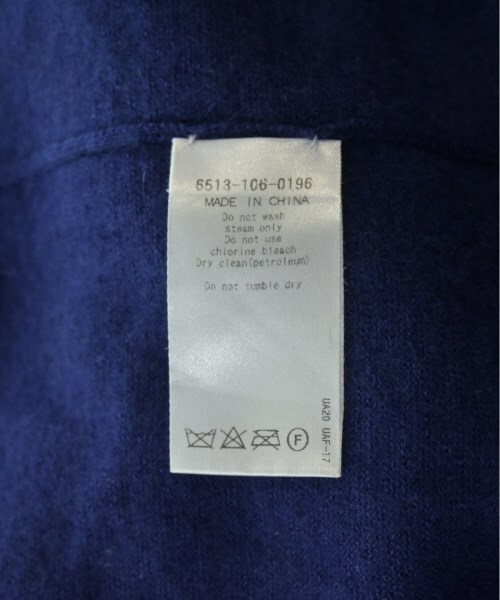 6513-106-0196
MADE IN CHINA
Do not wash
steam only
Do not use
chlorine bleach
Dry clean(petroleum)
Do not tumble dry
F
UA20 UAF-17